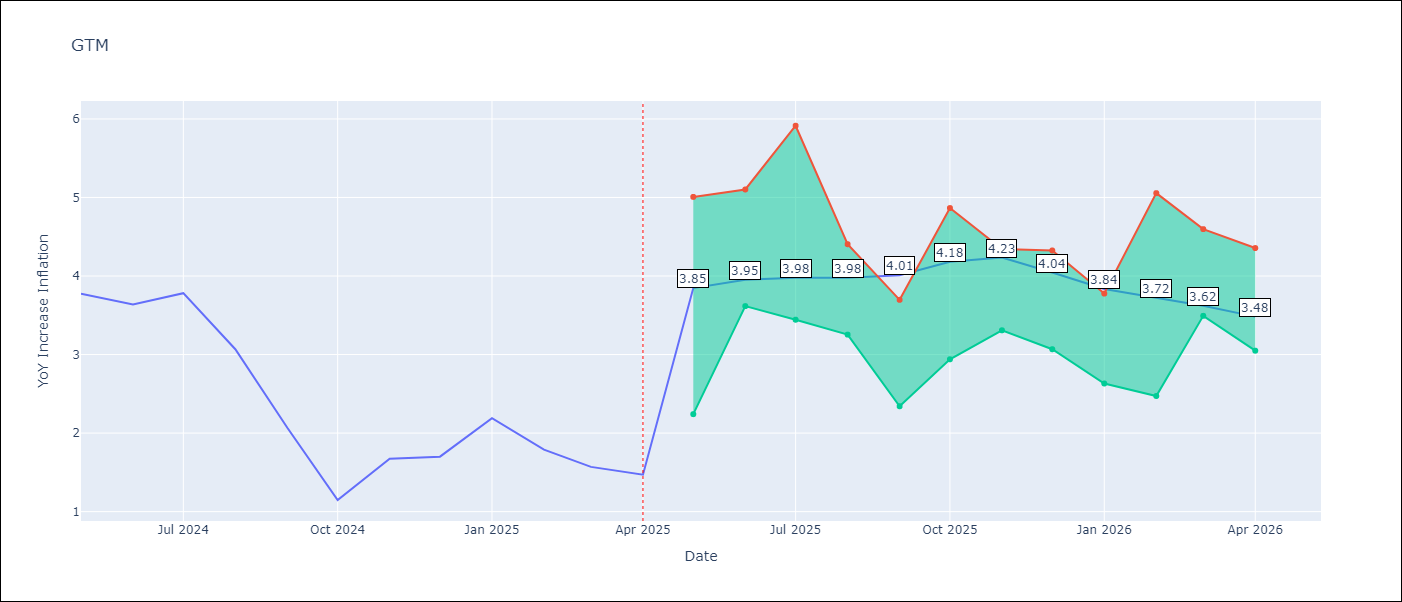 GTM
YoY Increase Inflation
6
5
4
3
2
1
3.85
3.95
3.98
3.98
4.01
4.18
4.23
4.04
3.84
3.72
3.62
3.48
Jul 2024
Oct 2024
Jan 2025
Apr 2025
Jul 2025
Oct 2025
Jan 2026
Apr 2026
Date